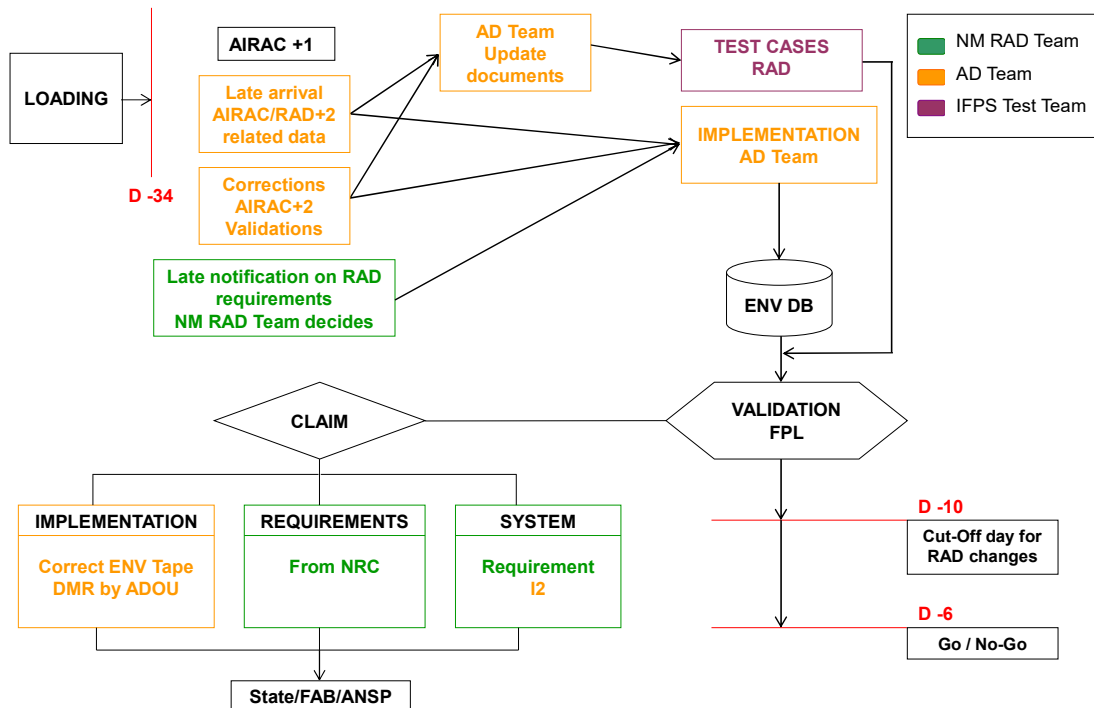 LOADING
D -34
AIRAC +1
Late arrival
AIRAC/RAD+2
related data
Corrections
AIRAC+2
Validations
Late notification on RAD
requirements
NM RAD Team decides
AD Team
Update
documents
TEST CASES
RAD
IMPLEMENTATION
AD Team
NM RAD Team
AD Team
IFPS Test Team
ENV DB
VALIDATION
FPL
CLAIM
IMPLEMENTATION
Correct ENV Tape
DMR by ADOU
REQUIREMENTS
From NRC
SYSTEM
Requirement
I2
State/FAB/ANSP
D -10
Cut-Off day for
RAD changes
D -6
Go / No-Go